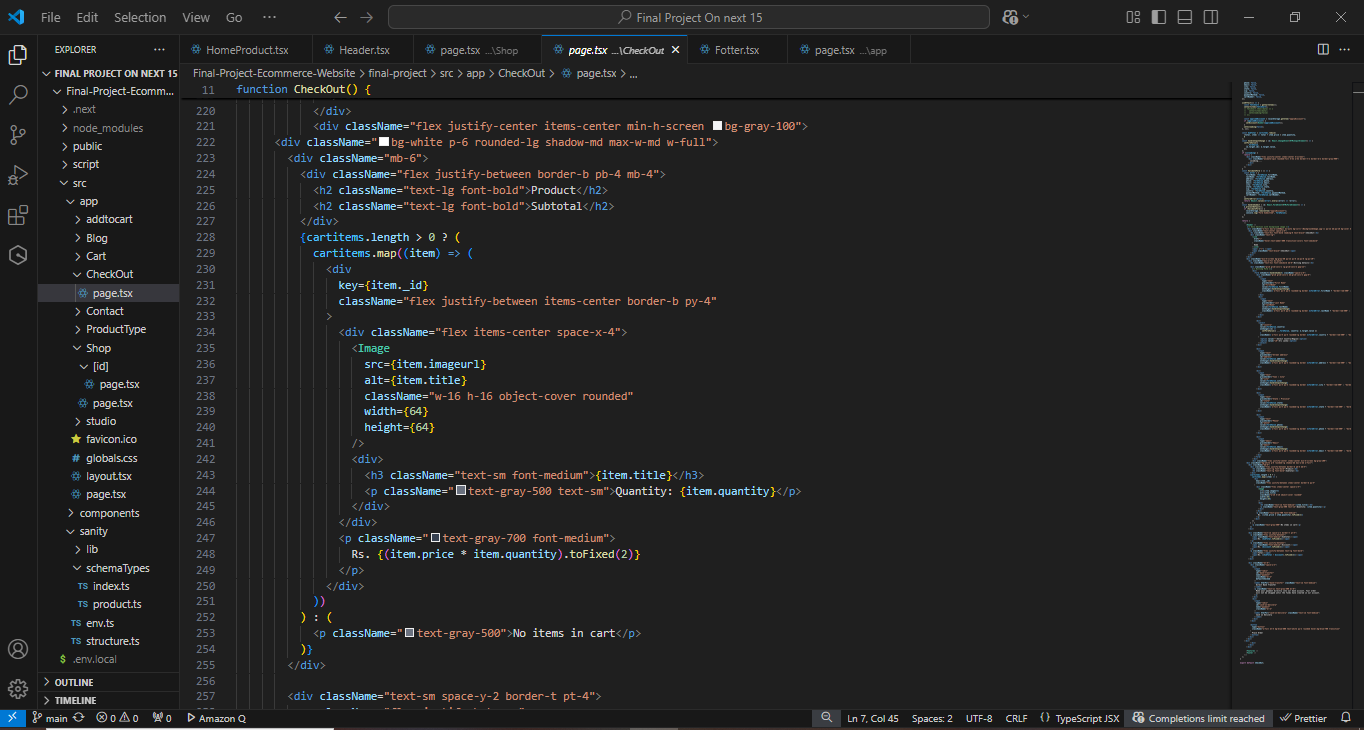 File Edit Selection View Go ··· Final Project On next 15
EXPLORER ···
FINAL PROJECT ON NEXT 15
Final-Project-Ecomm...
.next
node_modules
public
script
src
app
addtocart
Blog
Cart
CheckOut
page.tsx
Contact
ProductType
Shop
[id]
page.tsx
page.tsx
studio
favicon.ico
# globals.css
layout.tsx
page.tsx
components
sanity
lib
schemaTypes
TS index.ts
TS product.ts
TS env.ts
TS structure.ts
$ .env.local
OUTLINE
TIMELINE
HomeProduct.tsx Header.tsx page.tsx ...\Shop page.tsx ...\CheckOut Fotter.tsx page.tsx ...\app
Final-Project-Ecommerce-Website > final-project > src > app > CheckOut > page.tsx > ...
11 function CheckOut() {
220 </div>
221 <div className="flex justify-center items-center min-h-screen bg-gray-100">
222 <div className="bg-white p-6 rounded-lg shadow-md max-w-md w-full">
223 <div className="mb-6">
224 <div className="flex justify-between border-b pb-4 mb-4">
225 <h2 className="text-lg font-bold">Product</h2>
226 <h2 className="text-lg font-bold">Subtotal</h2>
227 </div>
228 {cartitems.length > 0 ? (
229 cartitems.map((item) => (
230 <div
231 key={item._id}
232 className="flex justify-between items-center border-b py-4"
233 >
234 <div className="flex items-center space-x-4">
235 <Image
236 src={item.imageurl}
237 alt={item.title}
238 className="w-16 h-16 object-cover rounded"
239 width={64}
240 height={64}
241 />
242 <div>
243 <h3 className="text-sm font-medium">{item.title}</h3>
244 <p className="text-gray-500 text-sm">Quantity: {item.quantity}</p>
245 </div>
246 </div>
247 <p className="text-gray-700 font-medium">
248 Rs. {(item.price * item.quantity).toFixed(2)}
249 </p>
250 </div>
251 ))
252 ) : (
253 <p className="text-gray-500">No items in cart</p>
254 )}
255 </div>
256
257 <div className="text-sm space-y-2 border-t pt-4">
main 0 0 0 Amazon Q Ln 7, Col 45 Spaces: 2 UTF-8 CRLF {} TypeScript JSX Completions limit reached Prettier